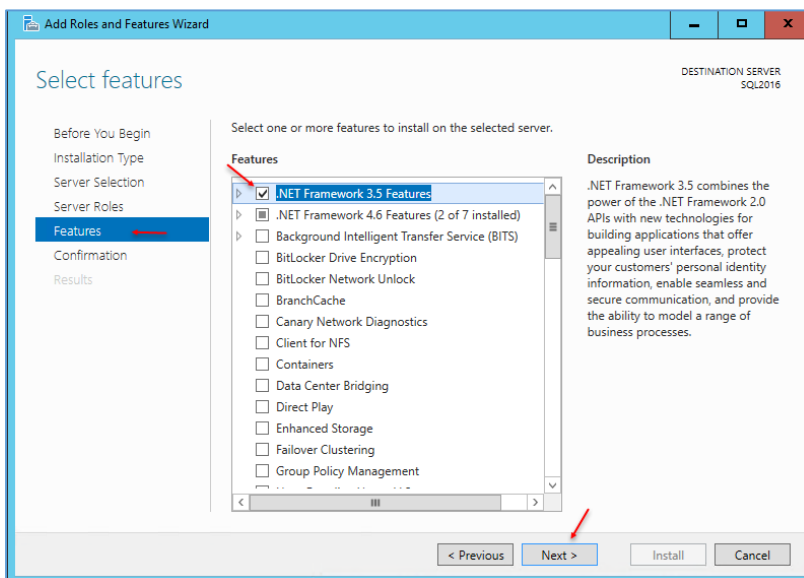 Add Roles and Features Wizard
Select features
DESTINATION SERVER
SQL2016
Before You Begin
Installation Type
Server Selection
Server Roles
Features
Confirmation
Results
Select one or more features to install on the selected server.
Features
.NET Framework 3.5 Features
.NET Framework 4.6 Features (2 of 7 installed)
Background Intelligent Transfer Service (BITS)
BitLocker Drive Encryption
BitLocker Network Unlock
BranchCache
Canary Network Diagnostics
Client for NFS
Containers
Data Center Bridging
Direct Play
Enhanced Storage
Failover Clustering
Group Policy Management
Description
.NET Framework 3.5 combines the
power of the .NET Framework 2.0
APIs with new technologies for
building applications that offer
appealing user interfaces, protect
your customers' personal identity
information, enable seamless and
secure communication, and provide
the ability to model a range of
business processes.
< Previous
Next >
Install
Cancel